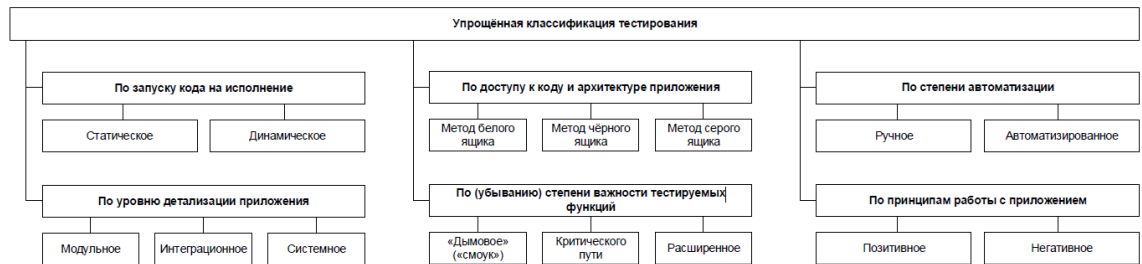 Упрощённая классификация тестирования
По запуску кода на исполнение
Статическое
Динамическое
По доступу к коду и архитектуре приложения
Метод белого
ящика
Метод чёрного
ящика
Метод серого
ящика
По степени автоматизации
Ручное
Автоматизированное
По уровню детализации приложения
Модульное
Интеграционное
Системное
По (убыванию) степени важности тестируемых
функций
«Дымовое»
(«смоук»)
Критического
пути
Расширенное
По принципам работы с приложением
Позитивное
Негативное